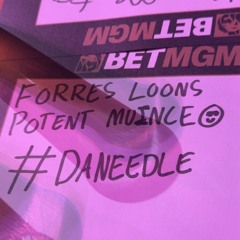 BETMGM
BETMGM
FORRES LOONS
POTENT MUINCE
#DANEEDLE